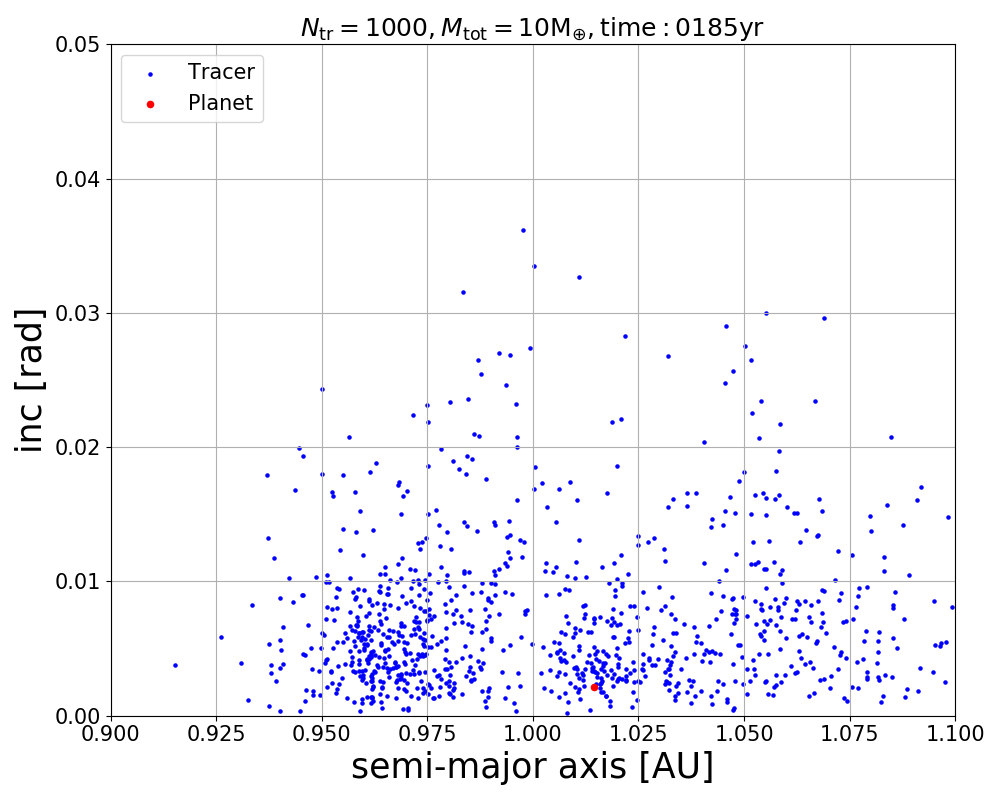 N_tr = 1000, M_tot = 10M_⊕, time : 0185yr
Tracer
Planet
0.05
0.04
0.03
0.02
0.01
0.00
inc [rad]
0.900 0.925 0.950 0.975 1.000 1.025 1.050 1.075 1.100
semi-major axis [AU]